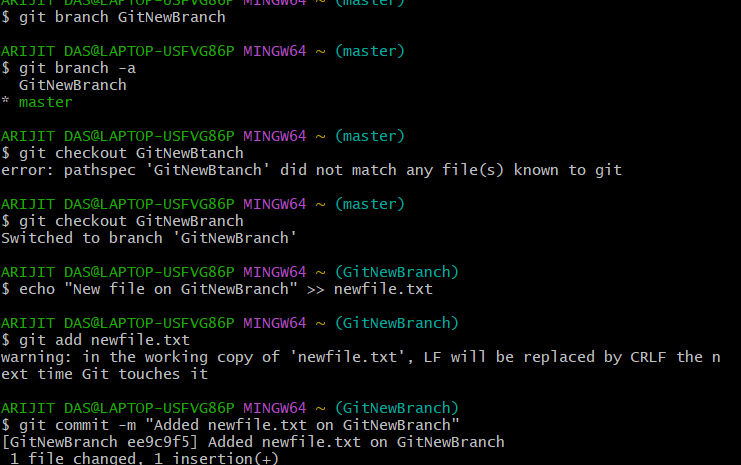 ARIJIT DAS@LAPTOP-USFVG86P MINGW64 ~ (master)
$ git branch GitNewBranch
ARIJIT DAS@LAPTOP-USFVG86P MINGW64 ~ (master)
$ git branch -a
GitNewBranch
* master
ARIJIT DAS@LAPTOP-USFVG86P MINGW64 ~ (master)
$ git checkout GitNewBtanch
error: pathspec 'GitNewBtanch' did not match any file(s) known to git
ARIJIT DAS@LAPTOP-USFVG86P MINGW64 ~ (master)
$ git checkout GitNewBranch
Switched to branch 'GitNewBranch'
ARIJIT DAS@LAPTOP-USFVG86P MINGW64 ~ (GitNewBranch)
$ echo "New file on GitNewBranch" >> newfile.txt
ARIJIT DAS@LAPTOP-USFVG86P MINGW64 ~ (GitNewBranch)
$ git add newfile.txt
warning: in the working copy of 'newfile.txt', LF will be replaced by CRLF the n
ext time Git touches it
ARIJIT DAS@LAPTOP-USFVG86P MINGW64 ~ (GitNewBranch)
$ git commit -m "Added newfile.txt on GitNewBranch"
[GitNewBranch ee9c9f5] Added newfile.txt on GitNewBranch
1 file changed, 1 insertion(+)